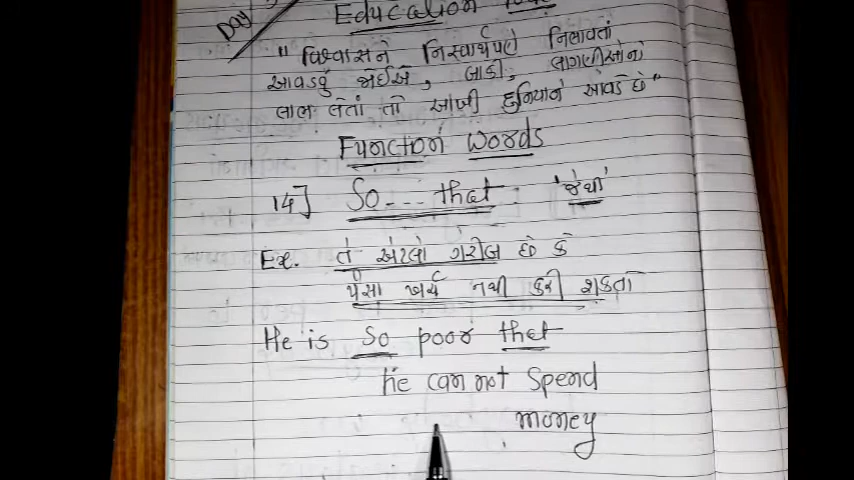 Day
Education
" વિશ્વાસને નિસ્વાર્થપણે નિભાવતાં
આવડવું જોઈએ, બાકી, લાગણીઓનો
લાભ લેતાં તો આખી દુનિયાને આવડે છે"
Function Words
14] So--- that : 'જેથી'
Ex. તે એટલો ગરીબ છે કે
પૈસા ખર્ચ નથી કરી શકતો
He is so poor that
he can not spend
money